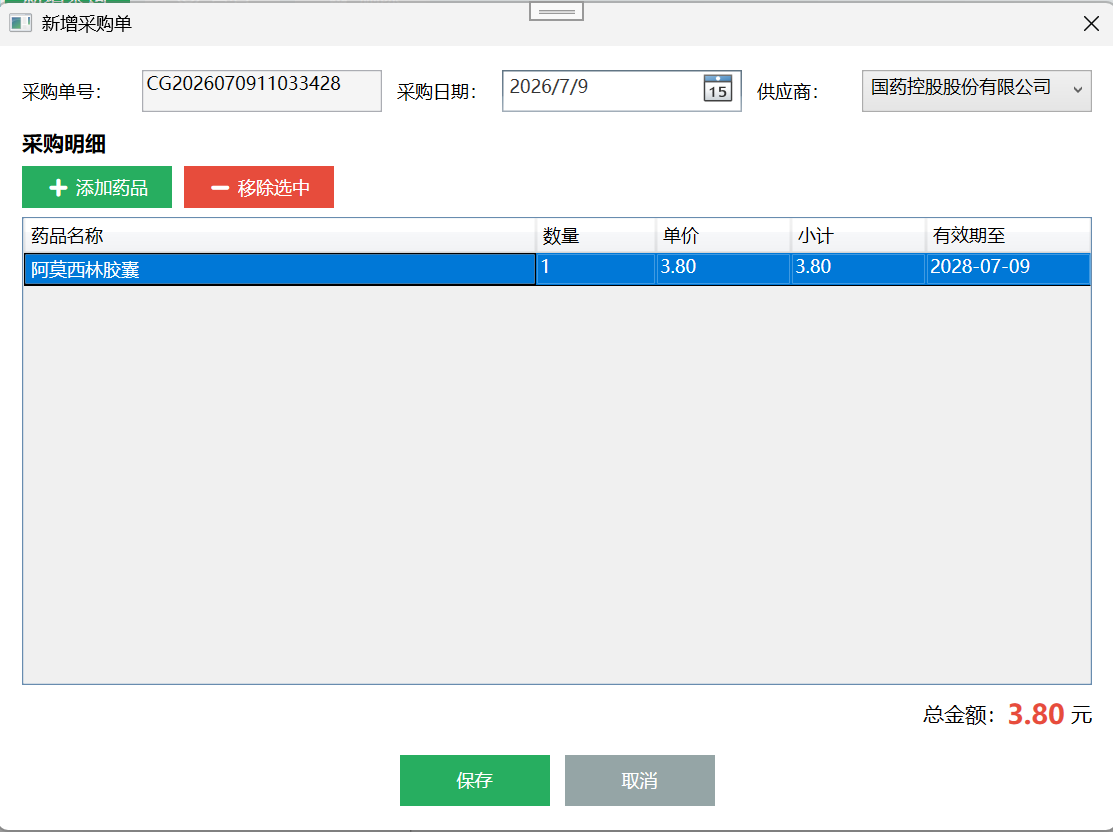 新增采购单
采购单号： CG2026070911033428 采购日期： 2026/7/9 15 供应商： 国药控股股份有限公司
采购明细
添加药品 移除选中
药品名称 数量 单价 小计 有效期至
阿莫西林胶囊 1 3.80 3.80 2028-07-09
总金额： 3.80 元
保存 取消